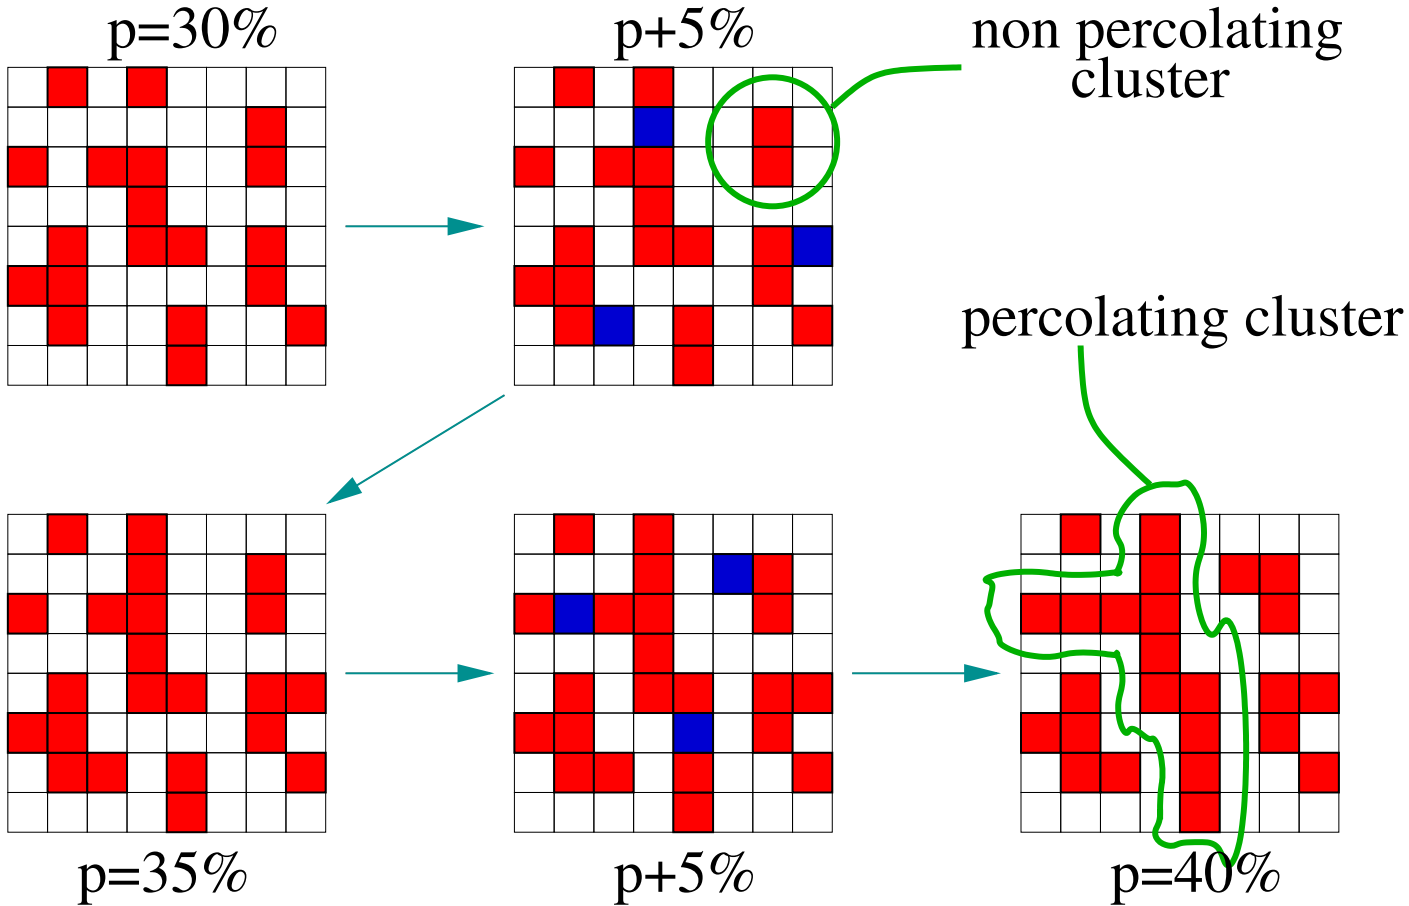 p=30%
p+5%
non percolating
cluster
percolating cluster
p=35%
p+5%
p=40%